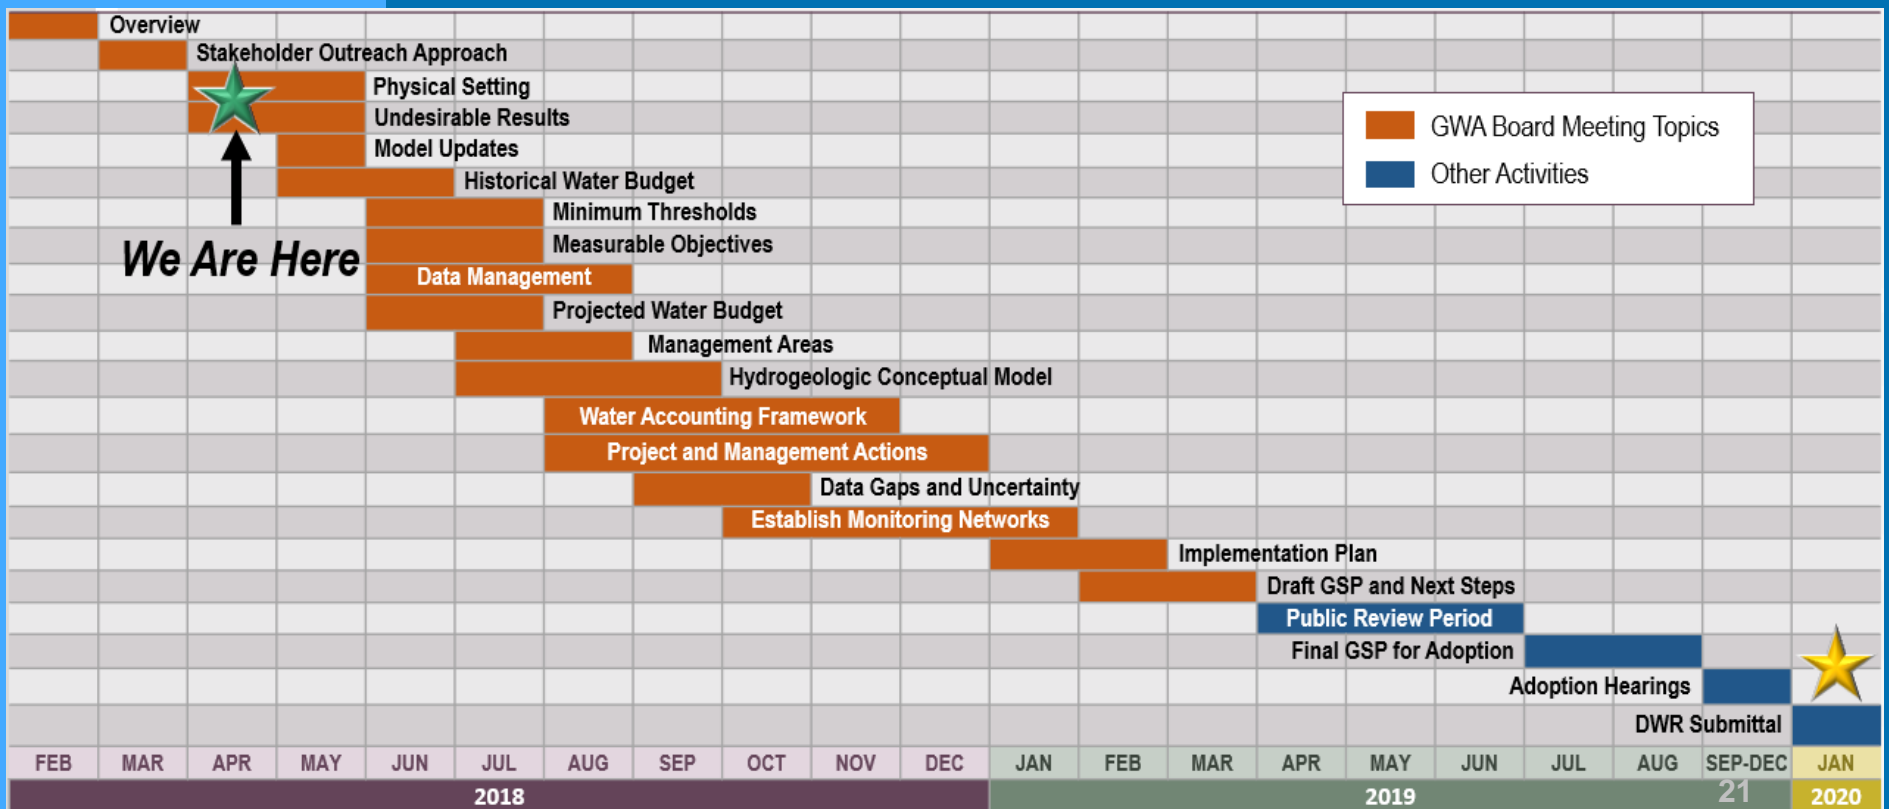 Overview
Stakeholder Outreach Approach
Physical Setting
Undesirable Results
Model Updates
Historical Water Budget
Minimum Thresholds
Measurable Objectives
Data Management
Projected Water Budget
Management Areas
Hydrogeologic Conceptual Model
Water Accounting Framework
Project and Management Actions
Data Gaps and Uncertainty
Establish Monitoring Networks
Implementation Plan
Draft GSP and Next Steps
Public Review Period
Final GSP for Adoption
Adoption Hearings
DWR Submittal
We Are Here
GWA Board Meeting Topics
Other Activities
FEB MAR APR MAY JUN JUL AUG SEP OCT NOV DEC JAN FEB MAR APR MAY JUN JUL AUG SEP-DEC JAN
2018 2019 21 2020